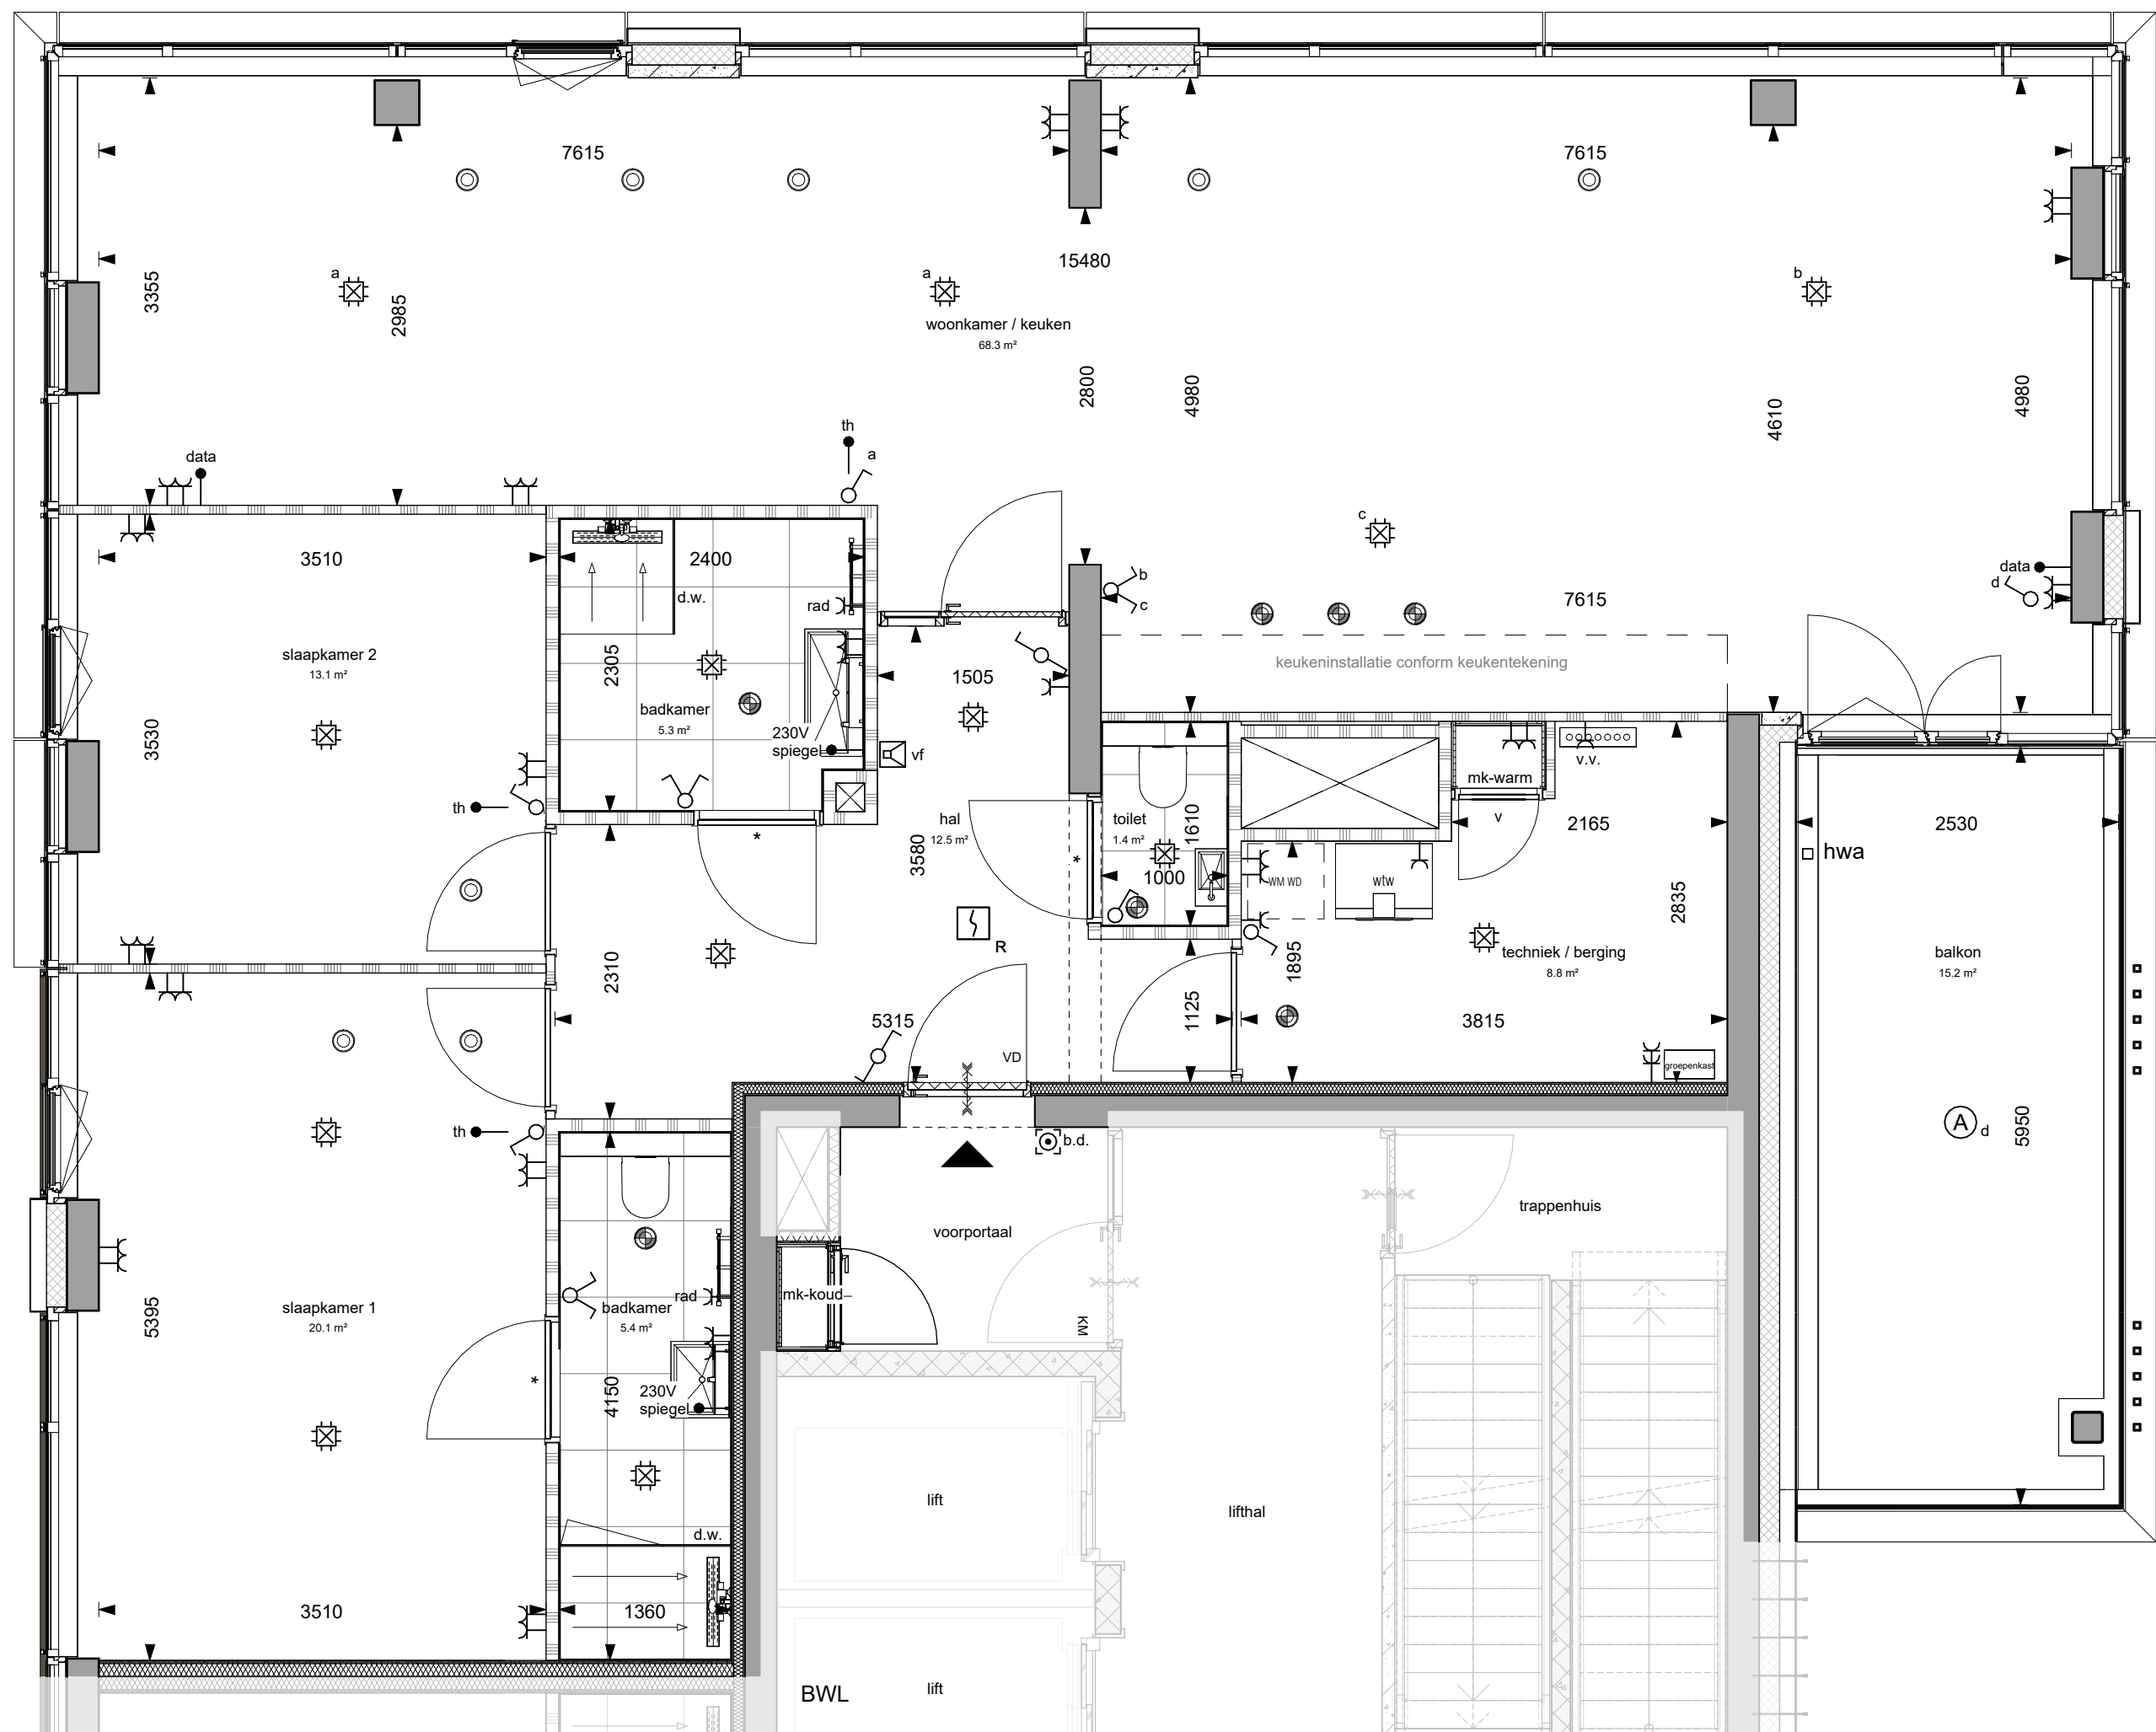 7615
7615
15480
a
a
b
3355
2985
woonkamer / keuken
68.3 m²
2800
4980
4610
4980
th
a
data
c
3510
2400
d.w.
rad
b
c
data
d
7615
2305
slaapkamer 2
13.1 m²
keukeninstallatie conform keukentekening
1505
badkamer
5.3 m²
3530
230V
spiegel
vf
v.v.
mk-warm
th
*
hal
12.5 m²
3580
*
toilet
1.4 m²
1610
1000
v
2165
2530
hwa
WM WD
wtw
2835
R
1895
techniek / berging
8.8 m²
balkon
15.2 m²
2310
5315
1125
3815
VD
groepenkast
A
d
5950
th
b.d.
voorportaal
trappenhuis
mk-koud
KM
slaapkamer 1
20.1 m²
5395
rad
badkamer
5.4 m²
*
4150
230V
spiegel
lift
lifthal
d.w.
3510
1360
BWL
lift